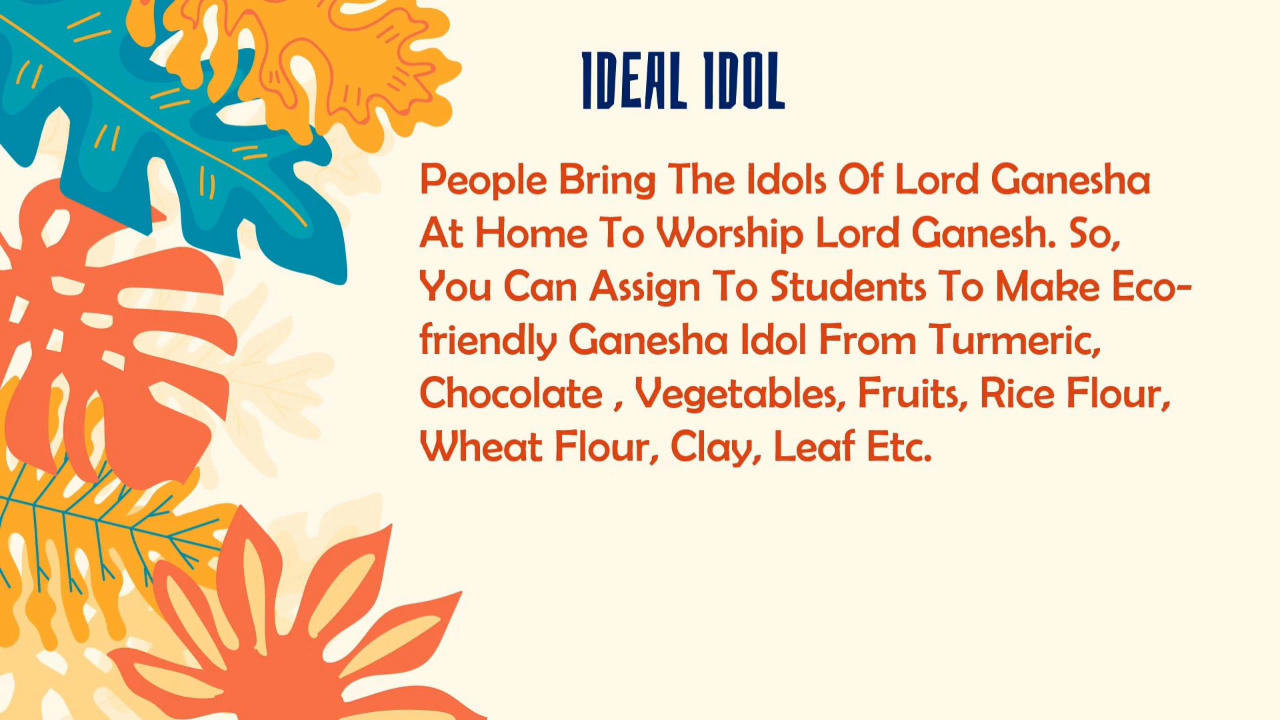 IDEAL IDOL
People Bring The Idols Of Lord Ganesha
At Home To Worship Lord Ganesh. So,
You Can Assign To Students To Make Eco-
friendly Ganesha Idol From Turmeric,
Chocolate , Vegetables, Fruits, Rice Flour,
Wheat Flour, Clay, Leaf Etc.